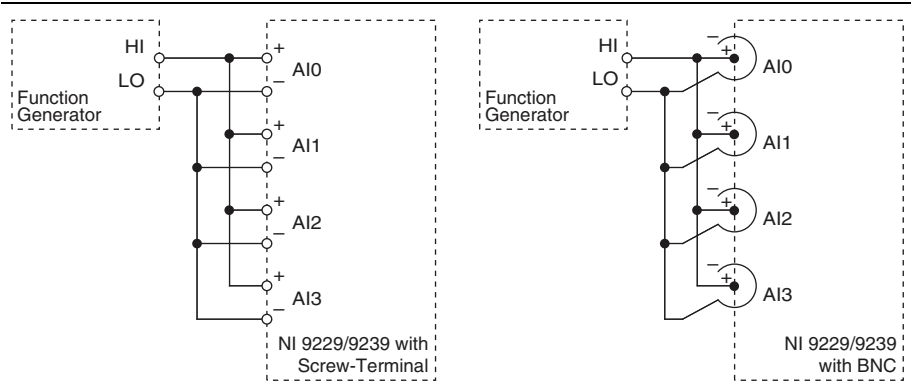 HI
LO
Function
Generator
+
AI0
–
+
AI1
–
+
AI2
–
+
AI3
–
NI 9229/9239 with
Screw-Terminal
HI
LO
Function
Generator
–
+
AI0
–
+
AI1
–
+
AI2
–
+
AI3
NI 9229/9239
with BNC